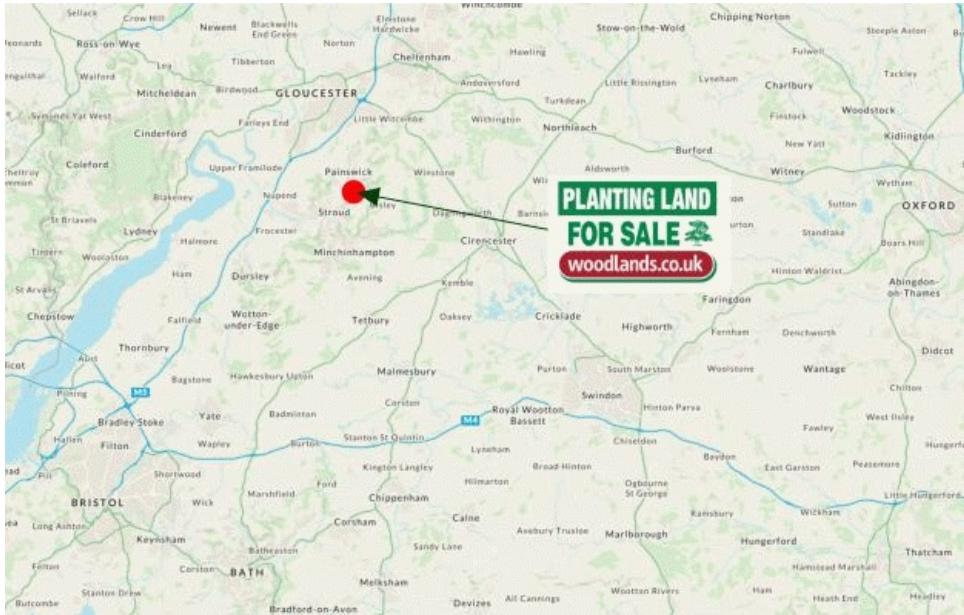 Sellack
Crow Hill
Newent
Blackwells
End Green
Elmstone
Hardwicke
Winchcombe
Stow-on-the-Wold
Chipping Norton
Steeple Aston
Ross-on-Wye
Lea
Tibberton
Norton
Cheltenham
Hawling
Fulwell
Walford
Mitcheldean
Birdwood
GLOUCESTER
Andoversford
Little Rissington
Lyneham
Charlbury
Tackley
Symonds Yat West
Cinderford
Farleys End
Little Witcombe
Withington
Turkdean
Northleach
Finstock
Woodstock
Kidlington
Coleford
Upper Framilode
Painswick
Winstone
Aldsworth
Burford
New Yatt
Witney
Wytham
OXFORD
St Briavels
Blakeney
Nupend
Stroud
Bisley
Daglingworth
PLANTING LAND
FOR SALE
woodlands.co.uk
Sutton
Standlake
Boars Hill
Lydney
Halmore
Frocester
Minchinhampton
Cirencester
Tintern
Woolaston
Ham
Dursley
Avening
Kemble
Hinton Waldrist
Abingdon-
on-Thames
St Arvans
Chepstow
Falfield
Wotton-
under-Edge
Tetbury
Oaksey
Cricklade
Highworth
Faringdon
Fernham
Denchworth
Didcot
Thornbury
Aust
Bagstone
Hawkesbury Upton
Malmesbury
Purton
South Marston
Woolstone
Wantage
Chilton
Pilning
M5
Bradley Stoke
Yate
Badminton
Corston
M4
Royal Wootton
Bassett
Swindon
Hinton Parva
Fawley
West Ilsley
Hallen
Filton
Wapley
Burton
Stanton St Quintin
Lyneham
Chiseldon
Baydon
East Garston
Peasemore
Pill
Shortwood
Kington Langley
Hilmarton
Broad Hinton
Ogbourne
St George
BRISTOL
Wick
Marshfield
Ford
Chippenham
Ramsbury
Wickham
Little Hungerford
Long Ashton
Keynsham
Batheaston
Corsham
Calne
Avebury Trusloe
Marlborough
Hungerford
Thatcham
Felton
Corston
BATH
Sandy Lane
Hamstead Marshall
Butcombe
Stanton Drew
Bradford-on-Avon
Melksham
Devizes
All Cannings
Wootton Rivers
Ham
Heath End
Headley